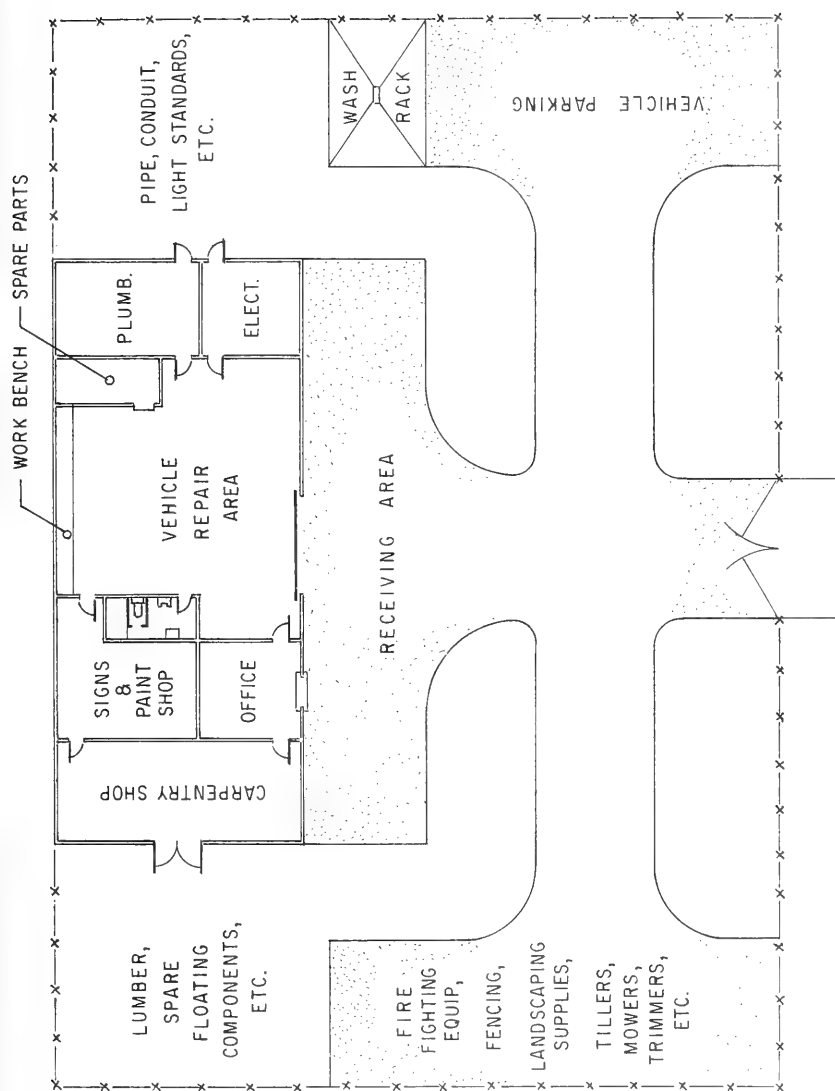 WORK BENCH
SPARE PARTS
PIPE, CONDUIT,
LIGHT STANDARDS,
ETC.
WASH
RACK
VEHICLE PARKING
PLUMB.
ELECT.
VEHICLE
REPAIR
AREA
SIGNS
&
PAINT
SHOP
OFFICE
CARPENTRY SHOP
RECEIVING AREA
LUMBER,
SPARE
FLOATING
COMPONENTS,
ETC.
FIRE
FIGHTING
EQUIP,
FENCING,
LANDSCAPING
SUPPLIES,
TILLERS,
MOWERS,
TRIMMERS,
ETC.